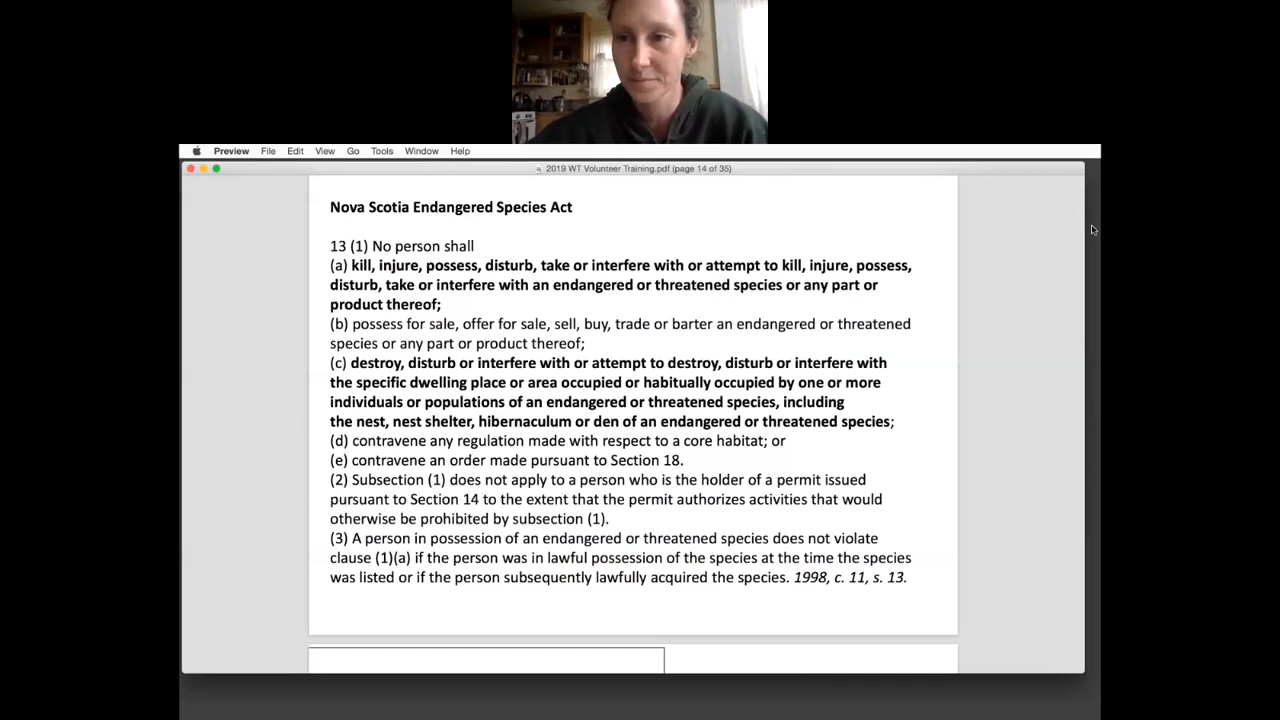 Preview File Edit View Go Tools Window Help
2019 WT Volunteer Training.pdf (page 14 of 35)
Nova Scotia Endangered Species Act
13 (1) No person shall
(a) kill, injure, possess, disturb, take or interfere with or attempt to kill, injure, possess,
disturb, take or interfere with an endangered or threatened species or any part or
product thereof;
(b) possess for sale, offer for sale, sell, buy, trade or barter an endangered or threatened
species or any part or product thereof;
(c) destroy, disturb or interfere with or attempt to destroy, disturb or interfere with
the specific dwelling place or area occupied or habitually occupied by one or more
individuals or populations of an endangered or threatened species, including
the nest, nest shelter, hibernaculum or den of an endangered or threatened species;
(d) contravene any regulation made with respect to a core habitat; or
(e) contravene an order made pursuant to Section 18.
(2) Subsection (1) does not apply to a person who is the holder of a permit issued
pursuant to Section 14 to the extent that the permit authorizes activities that would
otherwise be prohibited by subsection (1).
(3) A person in possession of an endangered or threatened species does not violate
clause (1)(a) if the person was in lawful possession of the species at the time the species
was listed or if the person subsequently lawfully acquired the species. 1998, c. 11, s. 13.